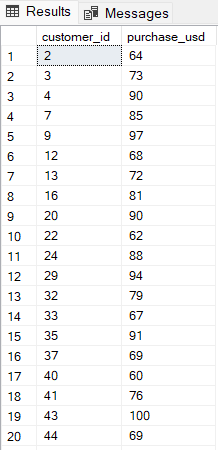 Results Messages
customer_id purchase_usd
1 2 64
2 3 73
3 4 90
4 7 85
5 9 97
6 12 68
7 13 72
8 16 81
9 20 90
10 22 62
11 24 88
12 29 94
13 32 79
14 33 67
15 35 91
16 37 69
17 40 60
18 41 76
19 43 100
20 44 69